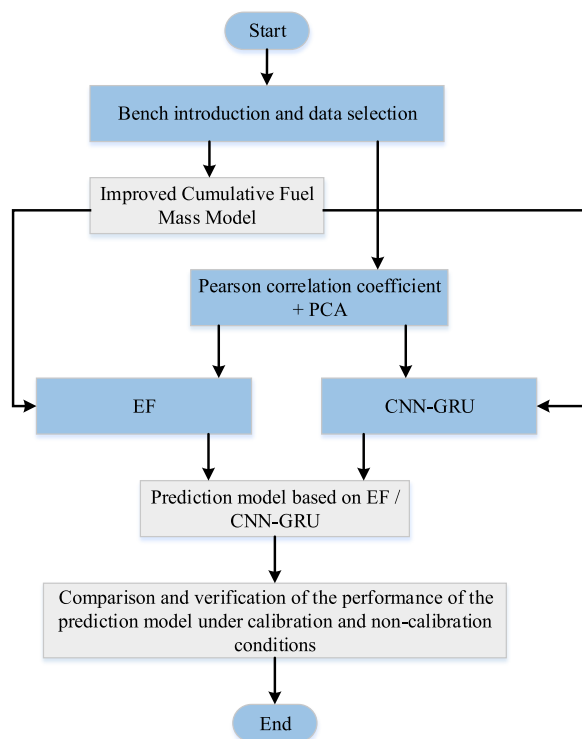 Start
Bench introduction and data selection
Improved Cumulative Fuel
Mass Model
Pearson correlation coefficient
+ PCA
EF
CNN-GRU
Prediction model based on EF /
CNN-GRU
Comparison and verification of the performance of the
prediction model under calibration and non-calibration
conditions
End